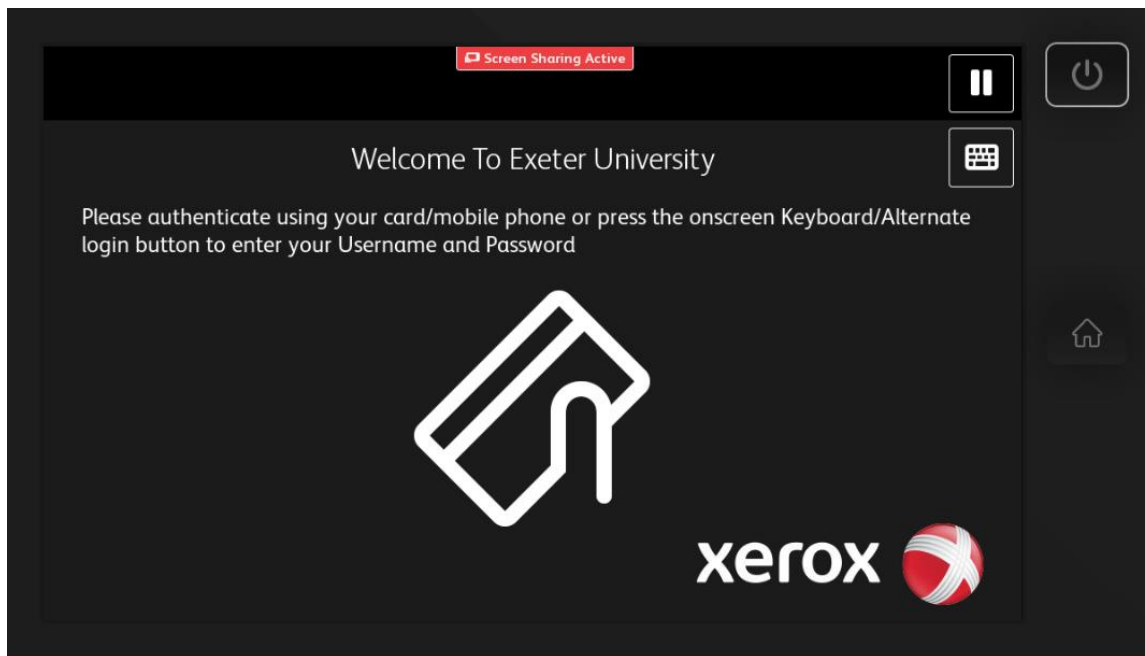 Screen Sharing Active
Welcome To Exeter University
Please authenticate using your card/mobile phone or press the onscreen Keyboard/Alternate
login button to enter your Username and Password
xerox